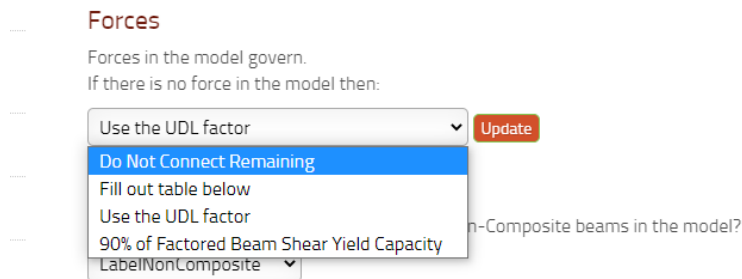 Forces
Forces in the model govern.
If there is no force in the model then:
Use the UDL factor
Update
Do Not Connect Remaining
Fill out table below
Use the UDL factor
n-Composite beams in the model?
90% of Factored Beam Shear Yield Capacity
LabelNonComposite